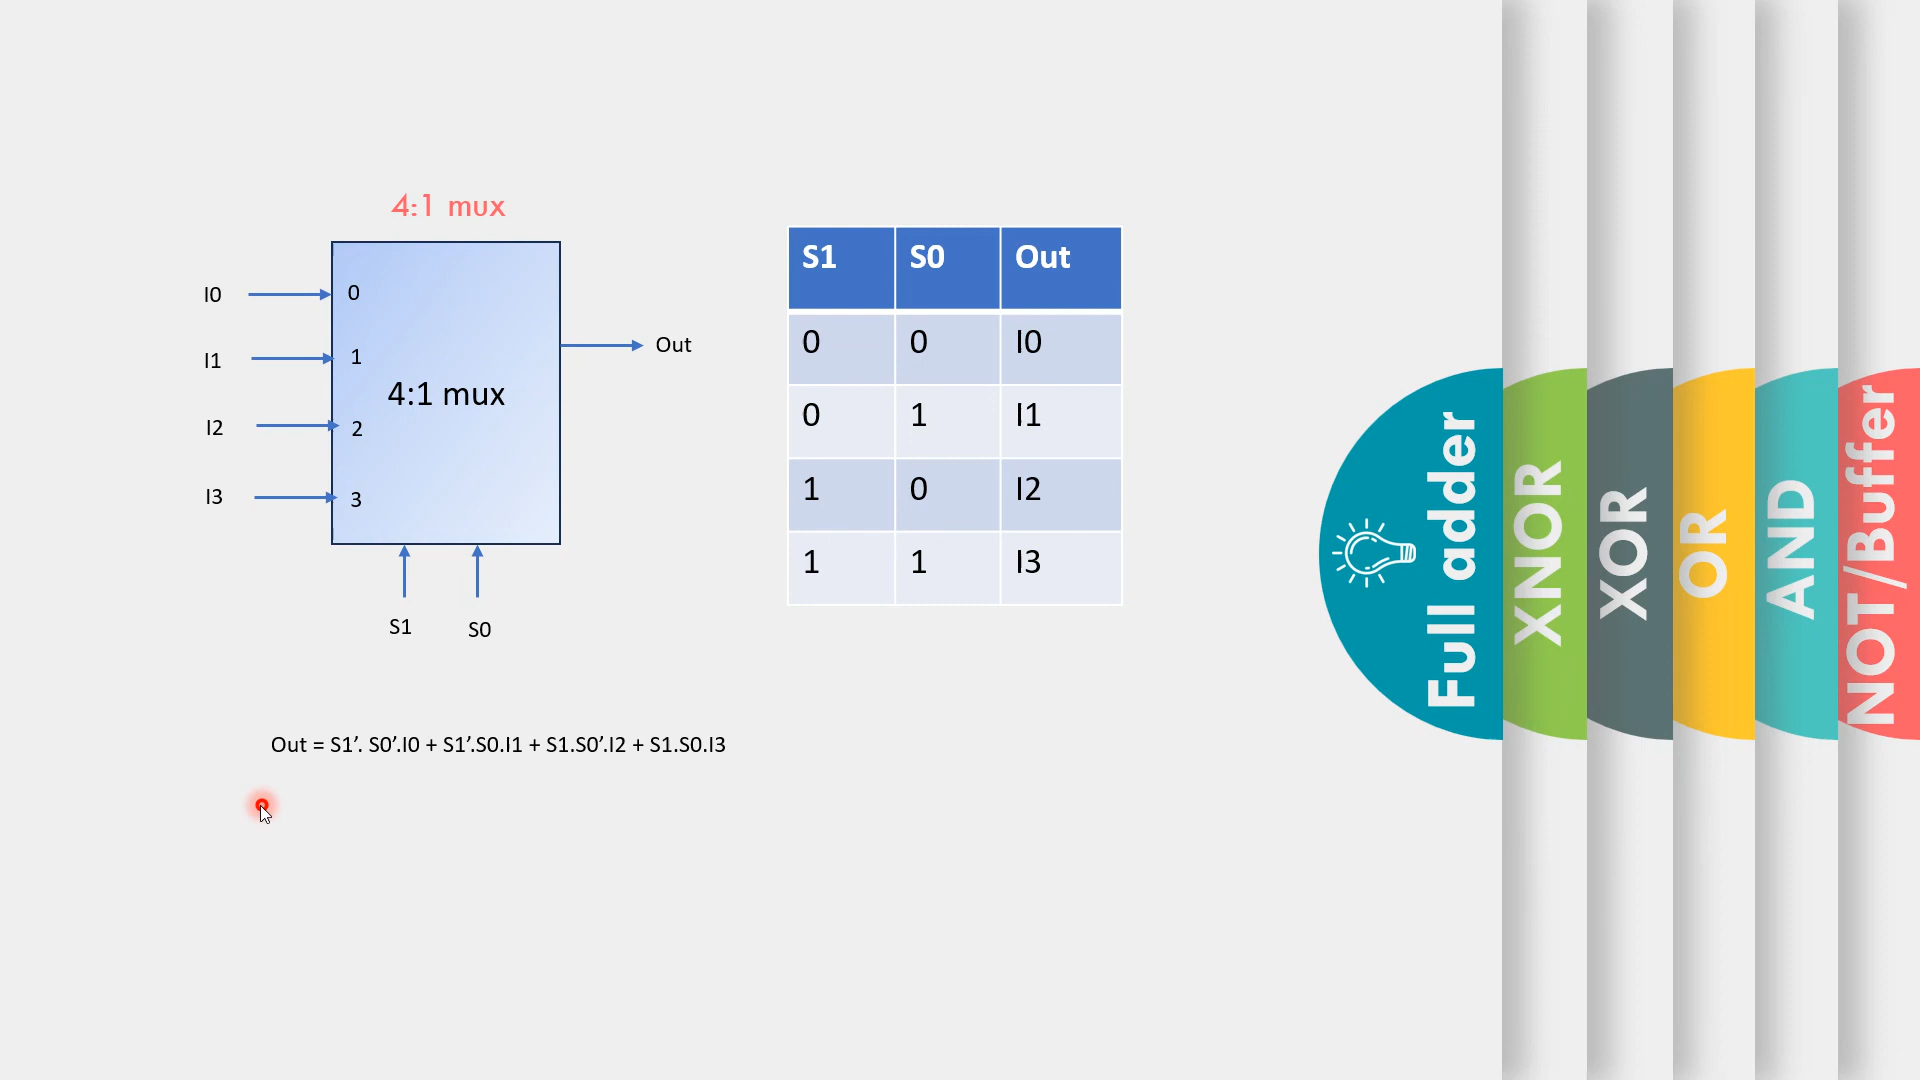 4:1 mux
I0
0
I1
1
I2
2
I3
3
4:1 mux
Out
S1
S0
S1 S0 Out
0 0 I0
0 1 I1
1 0 I2
1 1 I3
Out = S1’. S0’.I0 + S1’.S0.I1 + S1.S0’.I2 + S1.S0.I3
Full adder
XNOR
XOR
OR
AND
NOT/Buffer